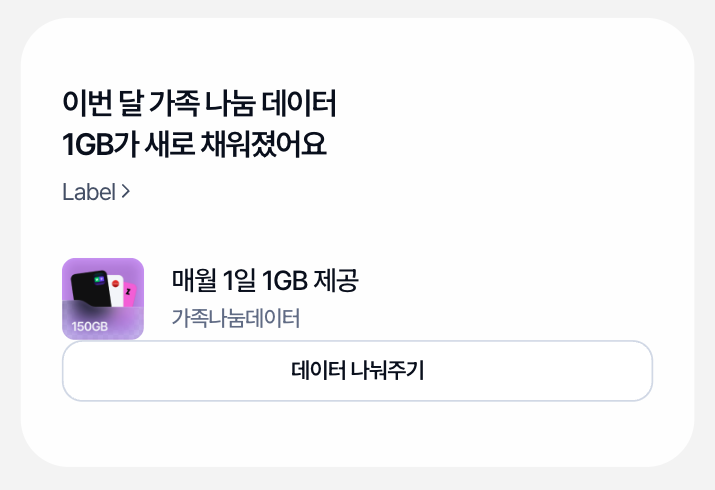 이번 달 가족 나눔 데이터
1GB가 새로 채워졌어요
Label
매월 1일 1GB 제공
150GB
가족나눔데이터
데이터 나눠주기